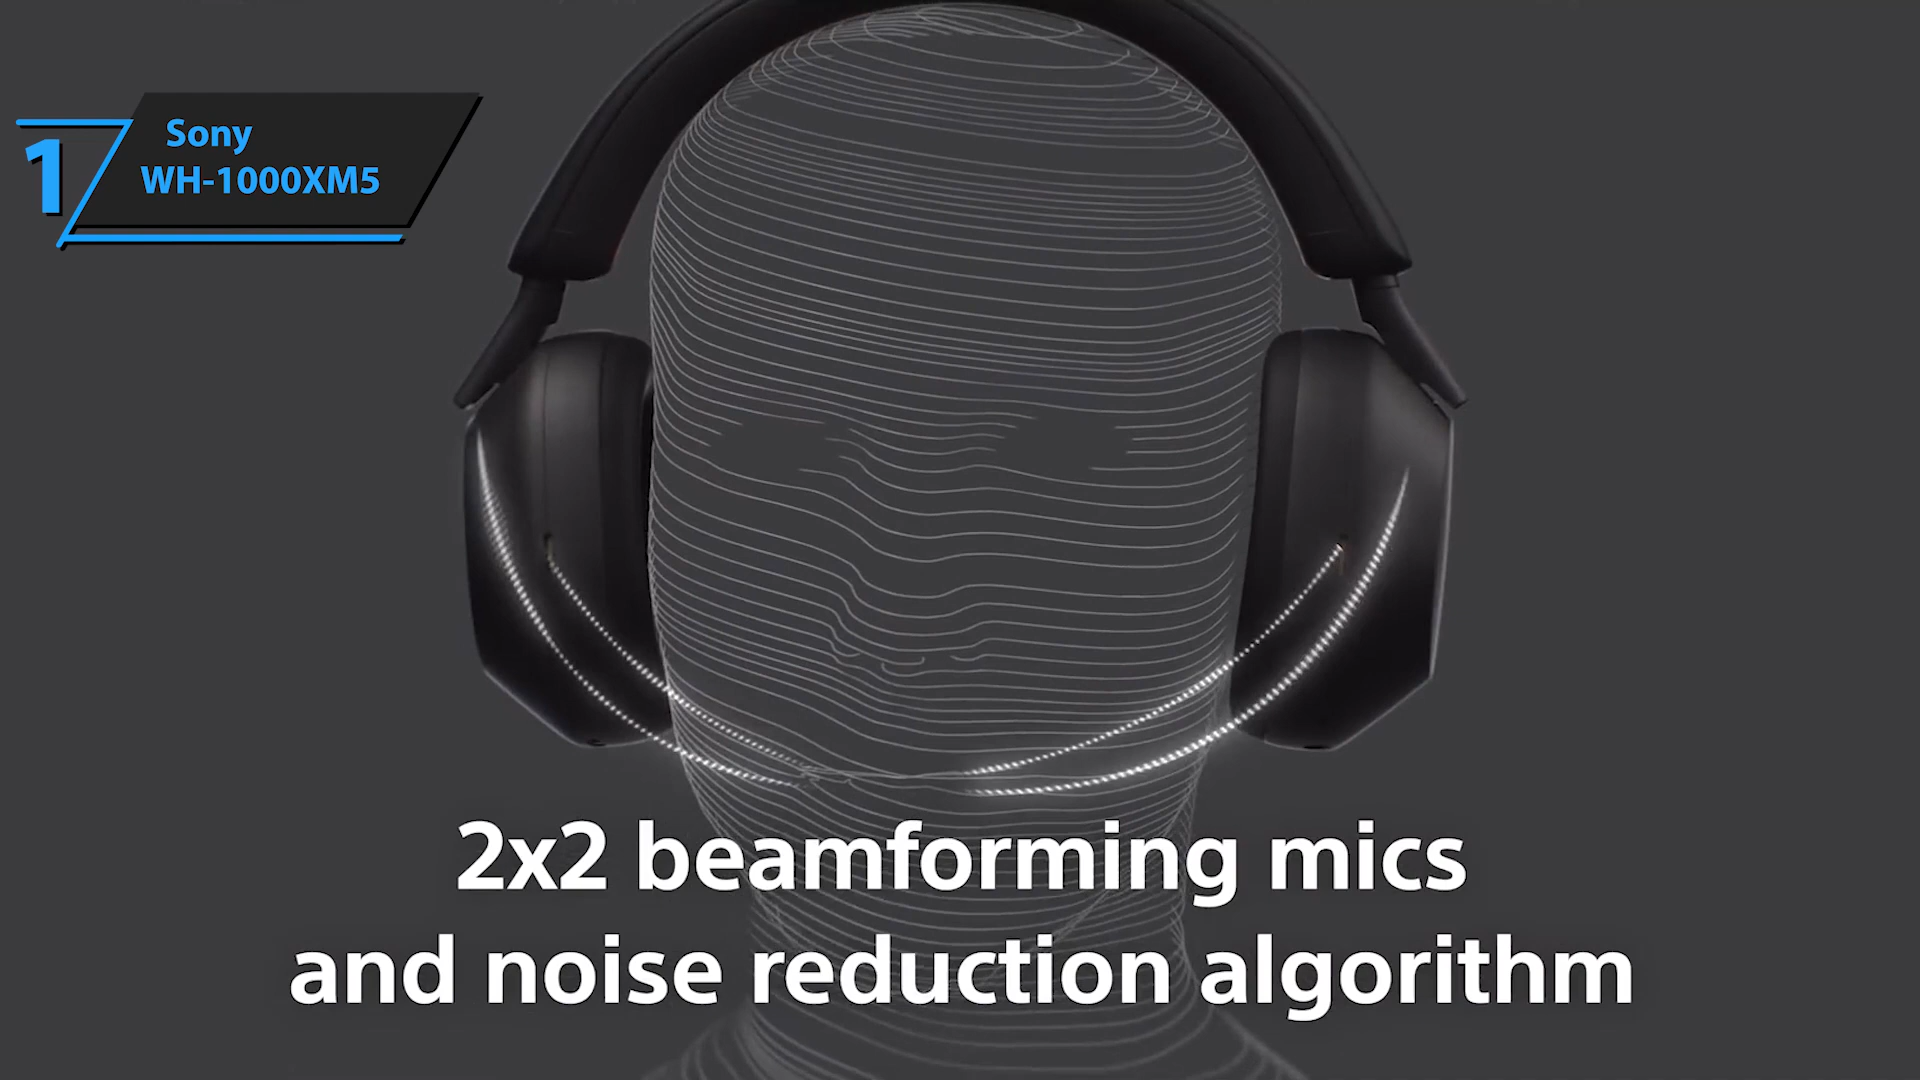 1
Sony
WH-1000XM5
2x2 beamforming mics
and noise reduction algorithm